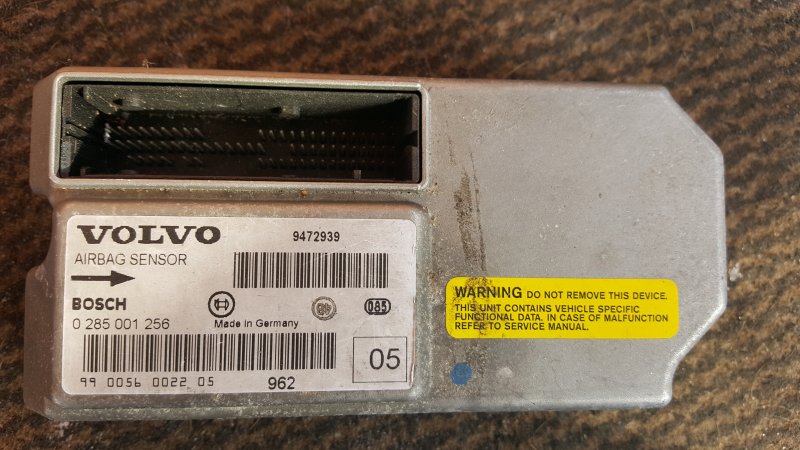 VOLVO
9472939
AIRBAG SENSOR
BOSCH
0 285 001 256
Made in Germany
99 0056 0022 05
962
05
WARNING DO NOT REMOVE THIS DEVICE.
THIS UNIT CONTAINS VEHICLE SPECIFIC
FUNCTIONAL DATA. IN CASE OF MALFUNCTION
REFER TO SERVICE MANUAL.